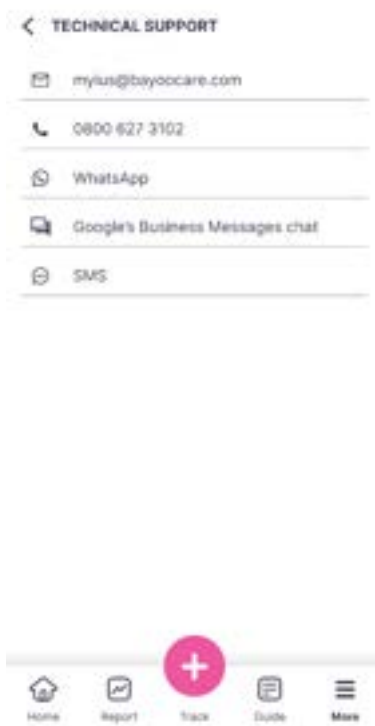 TECHNICAL SUPPORT
myius@bayoocare.com
0800 627 3102
WhatsApp
Google's Business Messages chat
SMS
Home Report Track Guide More